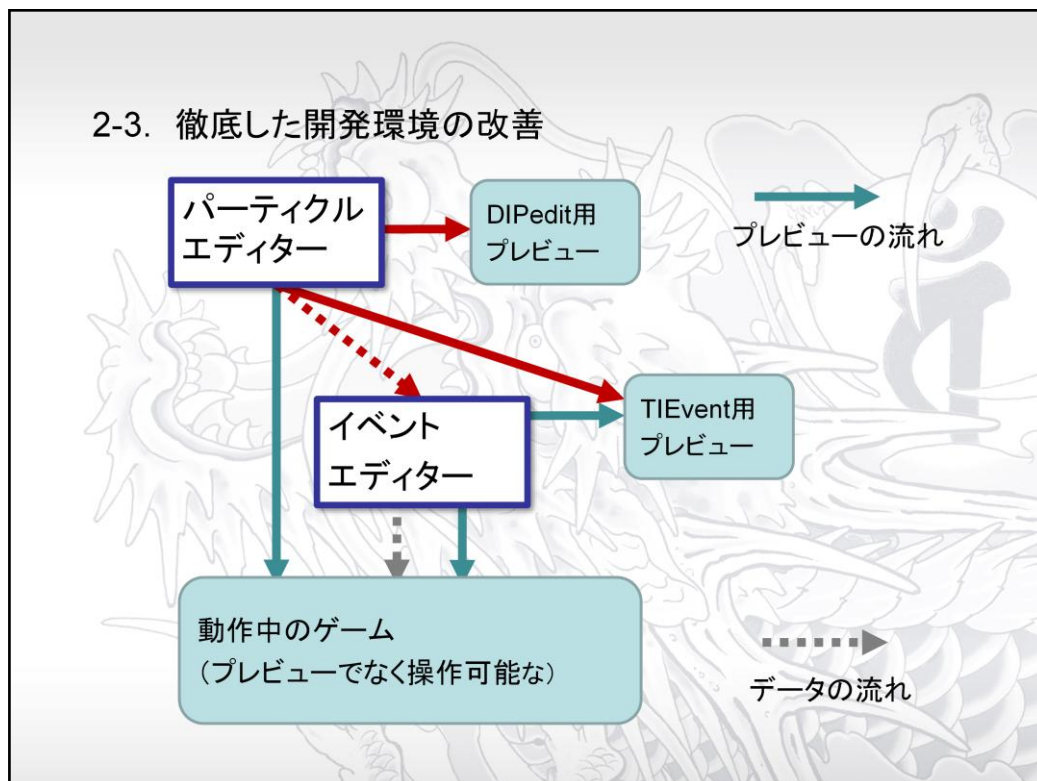 2-3. 徹底した開発環境の改善
パーティクル
エディター
DIPedit用
プレビュー
プレビューの流れ
イベント
エディター
TIEvent用
プレビュー
動作中のゲーム
(プレビューでなく操作可能な)
データの流れ